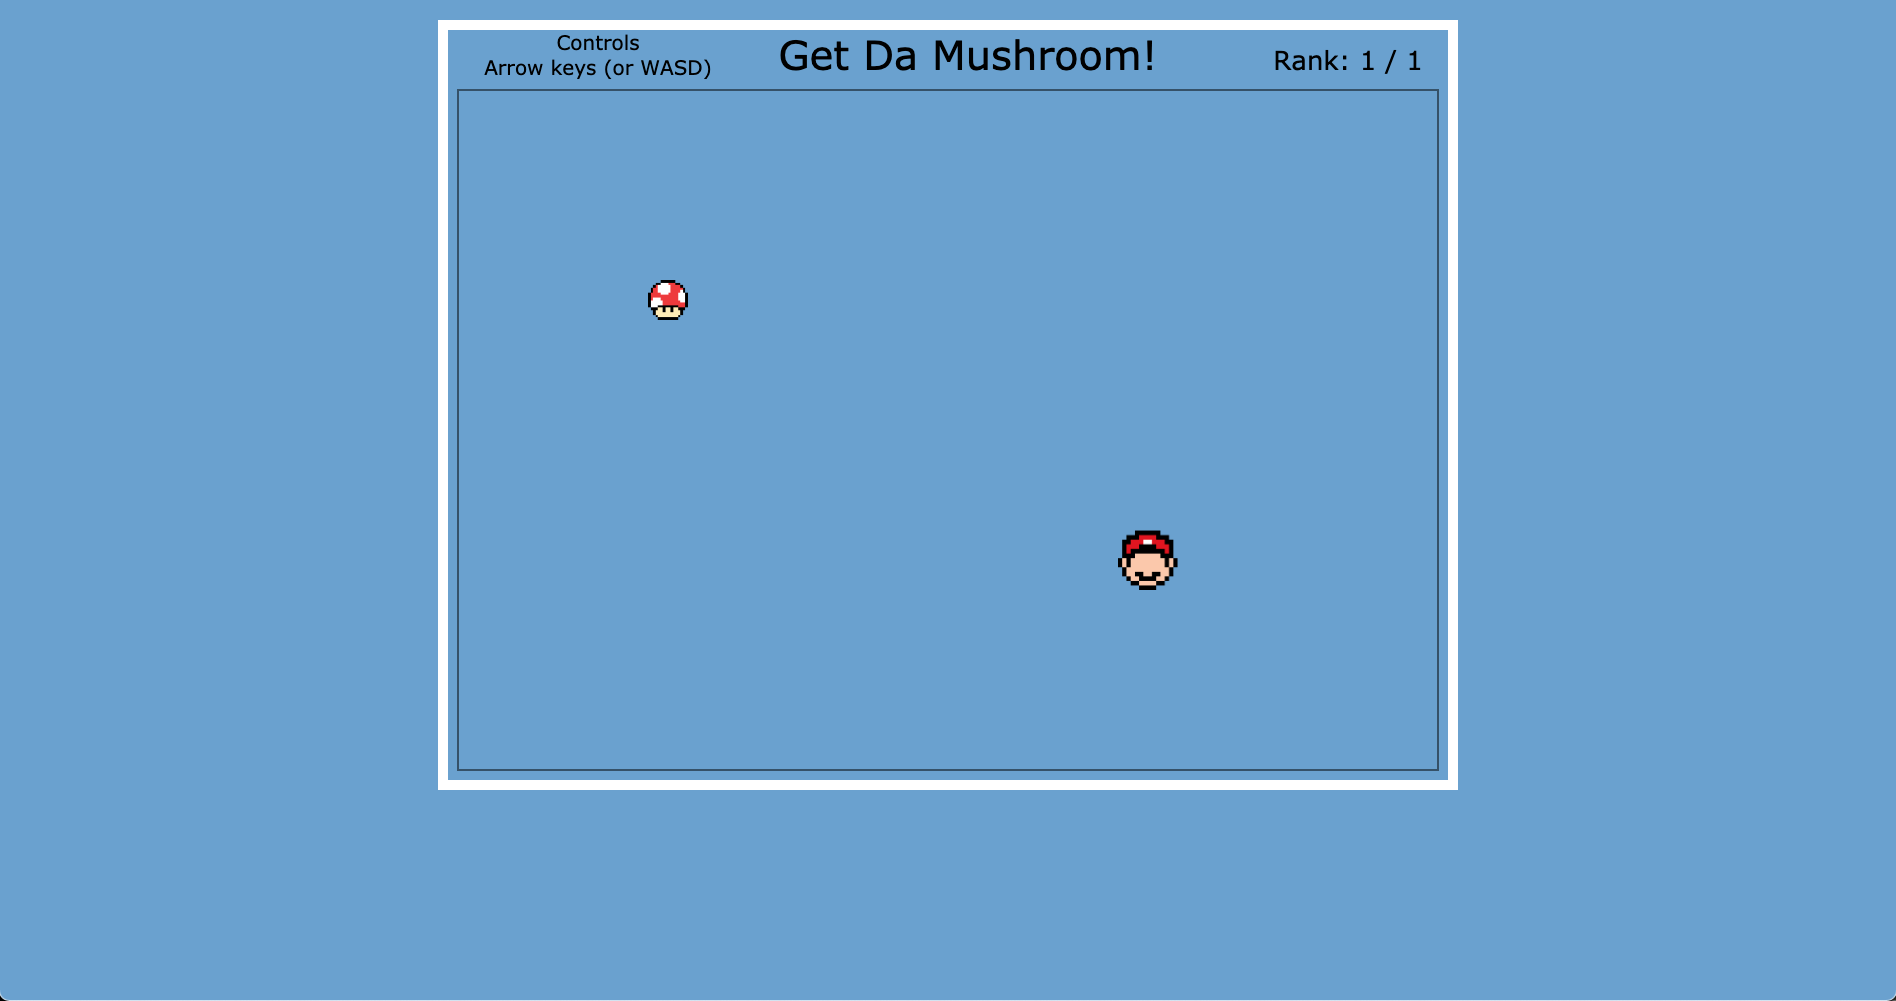 Controls
Arrow keys (or WASD)
Get Da Mushroom!
Rank: 1 / 1